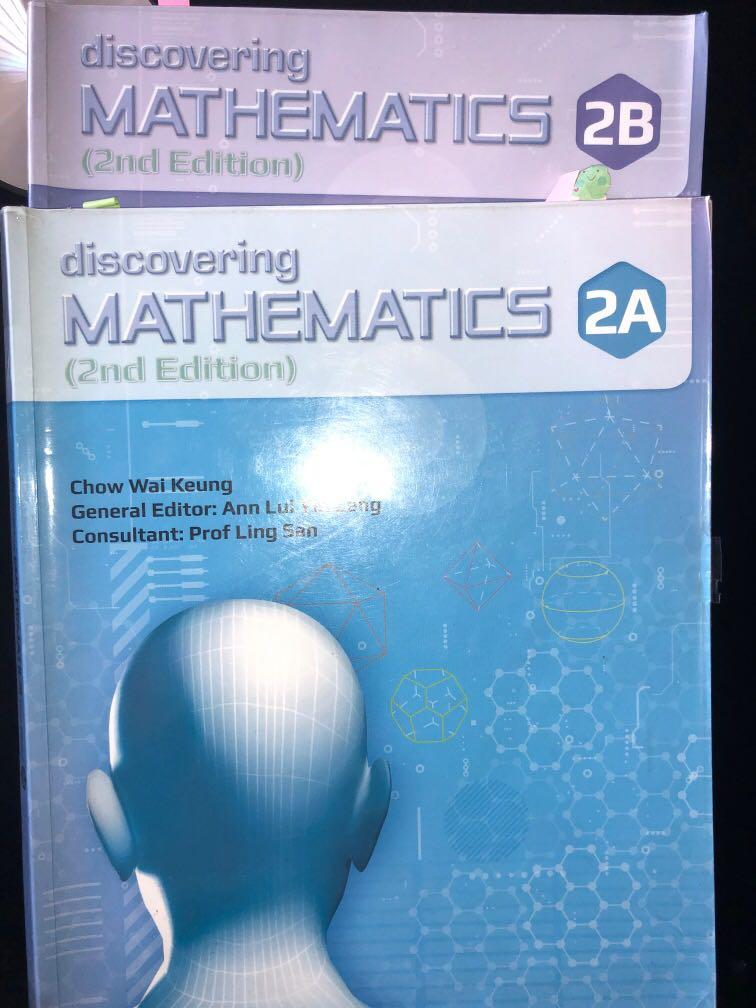 discovering
MATHEMATICS 2B
(2nd Edition)
discovering
MATHEMATICS 2A
(2nd Edition)
Chow Wai Keung
General Editor: Ann Lui
Consultant: Prof Ling San